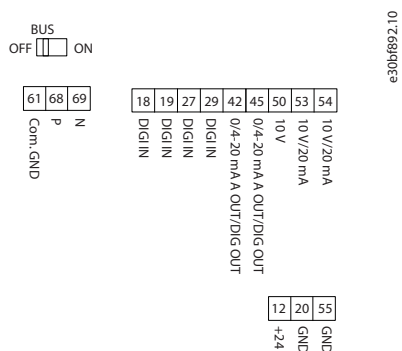 BUS
OFF ON
61 68 69
Com. GND
P
N
18 19 27 29 42 45 50 53 54
DIGI IN
DIGI IN
DIGI IN
DIGI IN
0/4-20 mA A OUT/DIG OUT
0/4-20 mA A OUT/DIG OUT
10 V
10 V/20 mA
10 V/20 mA
12 20 55
+24 V
GND
GND
e30bf892.10